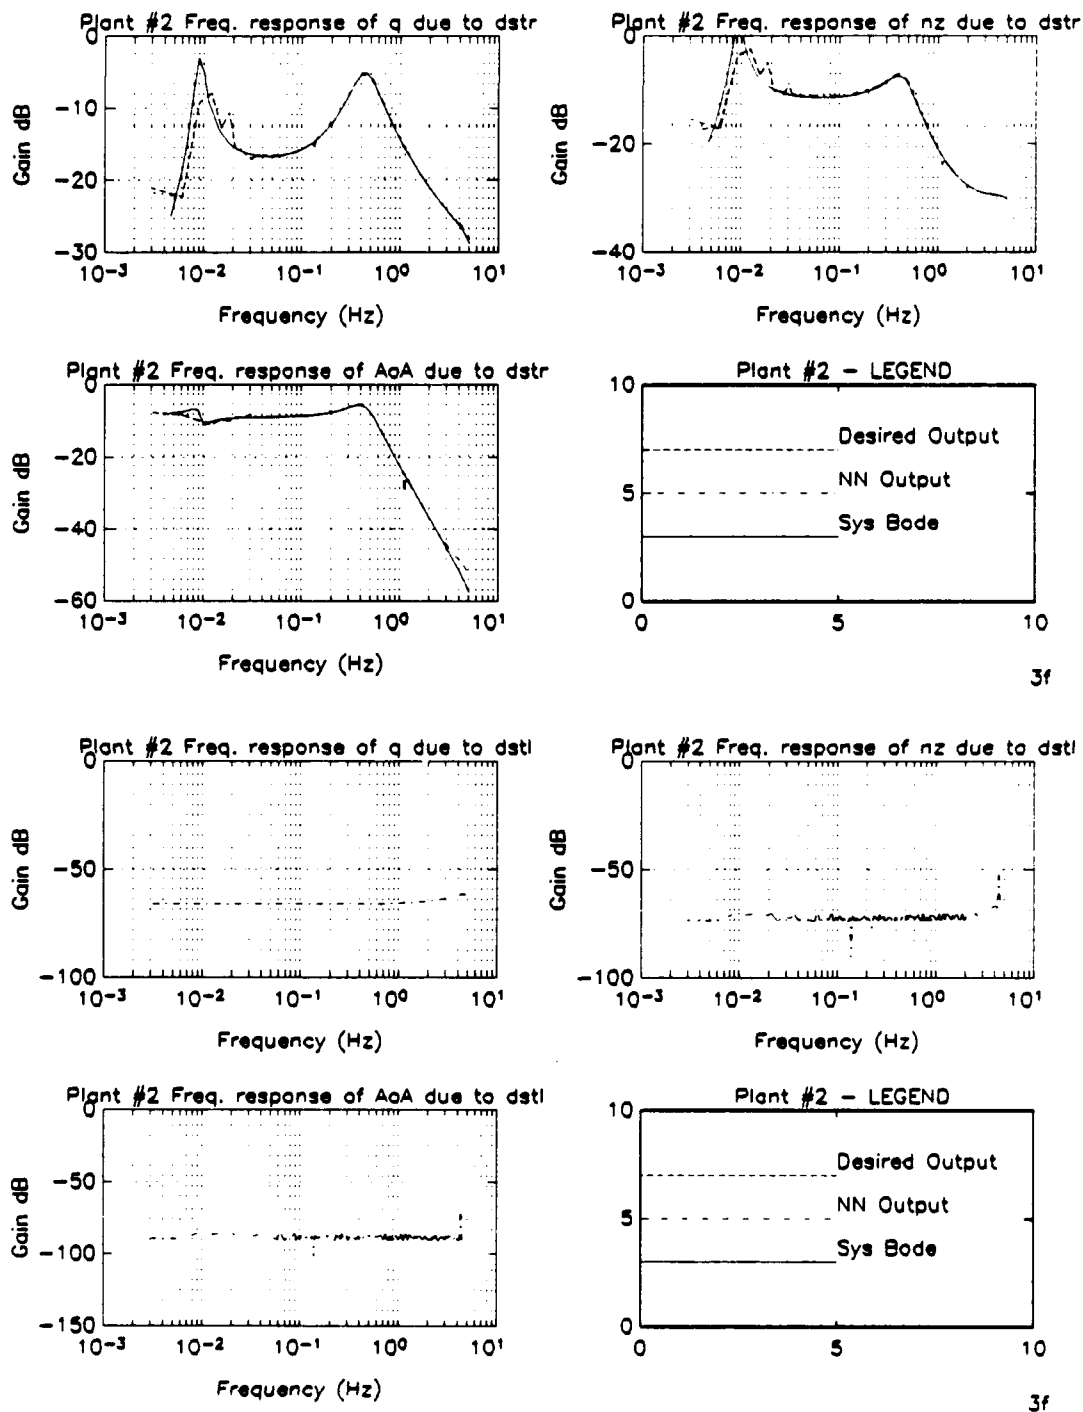 Plant #2 Freq. response of q due to dstr
0
−10
−20
−30
Gain dB
10⁻³ 10⁻² 10⁻¹ 10⁰ 10¹
Frequency (Hz)
Plant #2 Freq. response of nz due to dstr
0
−20
−40
Gain dB
10⁻³ 10⁻² 10⁻¹ 10⁰ 10¹
Frequency (Hz)
Plant #2 Freq. response of AoA due to dstr
0
−20
−40
−60
Gain dB
10⁻³ 10⁻² 10⁻¹ 10⁰ 10¹
Frequency (Hz)
Plant #2 − LEGEND
10
5
0
Desired Output
NN Output
Sys Bode
0 5 10
3f
Plant #2 Freq. response of q due to dstl
0
−50
−100
Gain dB
10⁻³ 10⁻² 10⁻¹ 10⁰ 10¹
Frequency (Hz)
Plant #2 Freq. response of nz due to dstl
0
−50
−100
Gain dB
10⁻³ 10⁻² 10⁻¹ 10⁰ 10¹
Frequency (Hz)
Plant #2 Freq. response of AoA due to dstl
0
−50
−100
−150
Gain dB
10⁻³ 10⁻² 10⁻¹ 10⁰ 10¹
Frequency (Hz)
Plant #2 − LEGEND
10
5
0
Desired Output
NN Output
Sys Bode
0 5 10
3f